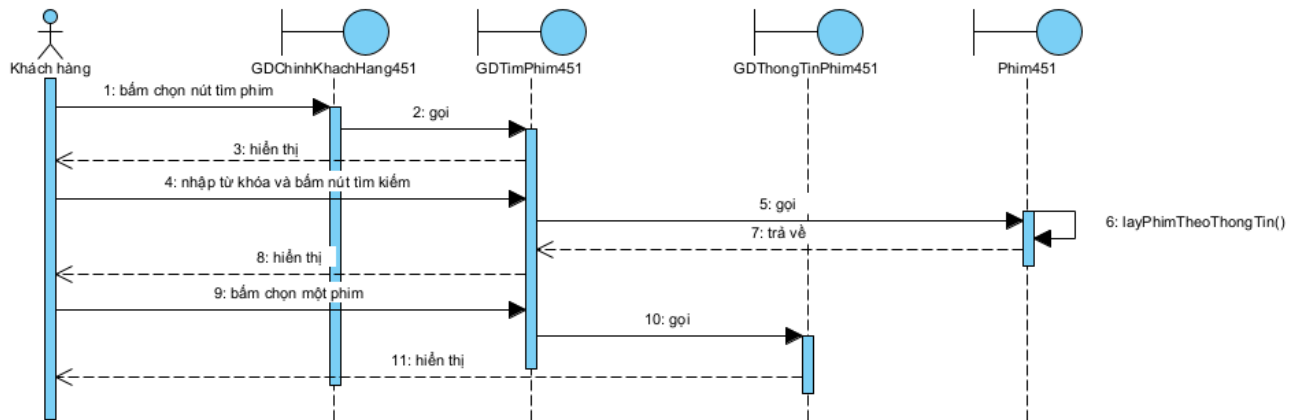 Khách hàng
GDChinhKhachHang451
GDTimPhim451
GDThongTinPhim451
Phim451
1: bấm chọn nút tìm phim
2: gọi
3: hiển thị
4: nhập từ khóa và bấm nút tìm kiếm
5: gọi
6: layPhimTheoThongTin()
7: trả về
8: hiển thị
9: bấm chọn một phim
10: gọi
11: hiển thị